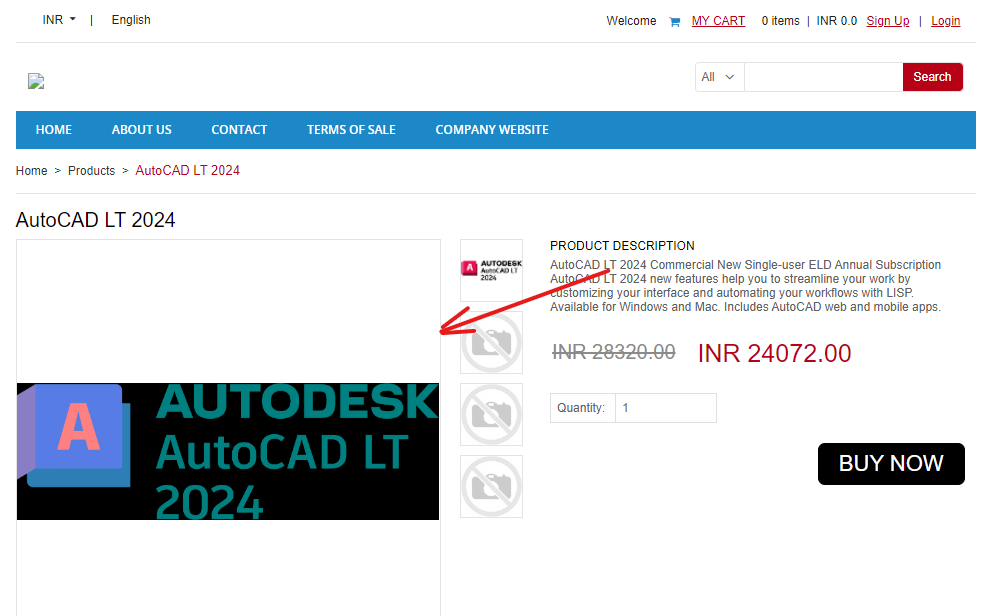 INR | English
Welcome MY CART 0 items | INR 0.0 Sign Up | Login
All Search
HOME ABOUT US CONTACT TERMS OF SALE COMPANY WEBSITE
Home > Products > AutoCAD LT 2024
AutoCAD LT 2024
AUTODESK
AutoCAD LT
2024
A
AUTODESK
AutoCAD LT
2024
A
PRODUCT DESCRIPTION
AutoCAD LT 2024 Commercial New Single-user ELD Annual Subscription
AutoCAD LT 2024 new features help you to streamline your work by
customizing your interface and automating your workflows with LISP.
Available for Windows and Mac. Includes AutoCAD web and mobile apps.
INR 28320.00 INR 24072.00
Quantity: 1
BUY NOW